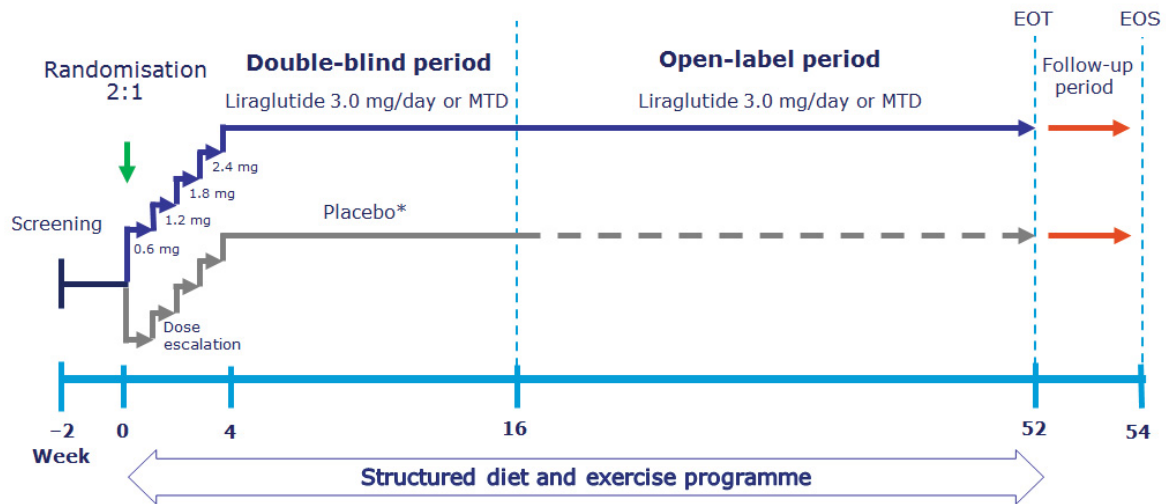 EOT
EOS
Randomisation
2:1
Double-blind period
Liraglutide 3.0 mg/day or MTD
Open-label period
Liraglutide 3.0 mg/day or MTD
Follow-up
period
2.4 mg
1.8 mg
1.2 mg
0.6 mg
Screening
Placebo*
Dose
escalation
−2
0
4
16
52
54
Week
Structured diet and exercise programme